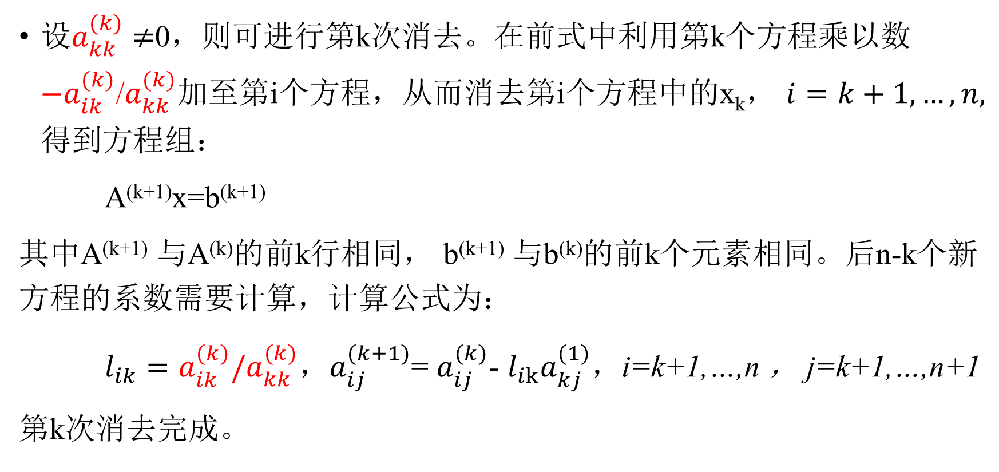 • 设$a_{kk}^{(k)}$ ≠0，则可进行第k次消去。在前式中利用第k个方程乘以数
$-a_{ik}^{(k)}/a_{kk}^{(k)}$加至第i个方程，从而消去第i个方程中的x$_k$， $i = k + 1, … , n,$
得到方程组：
A$^{(k+1)}$x=b$^{(k+1)}$
其中A$^{(k+1)}$ 与A$^{(k)}$的前k行相同， b$^{(k+1)}$ 与b$^{(k)}$的前k个元素相同。后n-k个新
方程的系数需要计算，计算公式为：
$l_{ik} = a_{ik}^{(k)}/a_{kk}^{(k)}$，$a_{ij}^{(k+1)}$= $a_{ij}^{(k)}$- $l_{ik}a_{kj}^{(1)}$，i=k+1,…,n ， j=k+1,…,n+1
第k次消去完成。